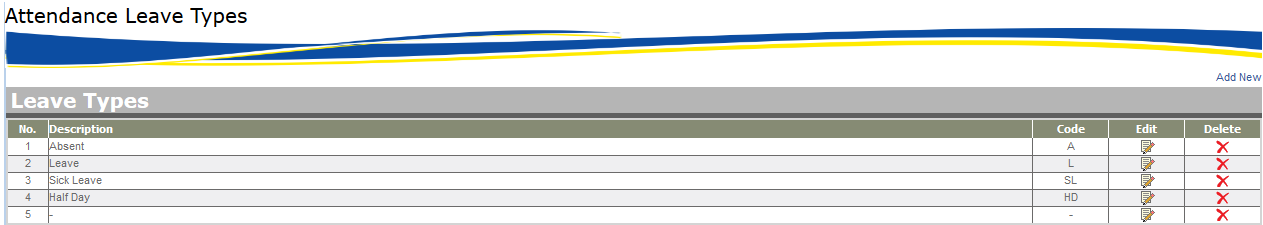 Attendance Leave Types
Add New
Leave Types
No. Description Code Edit Delete
1 Absent A
2 Leave L
3 Sick Leave SL
4 Half Day HD
5 - -